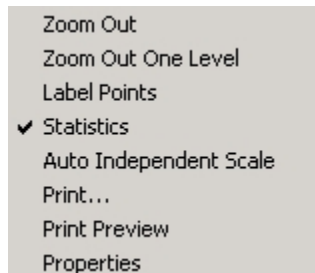 Zoom Out
Zoom Out One Level
Label Points
Statistics
Auto Independent Scale
Print...
Print Preview
Properties